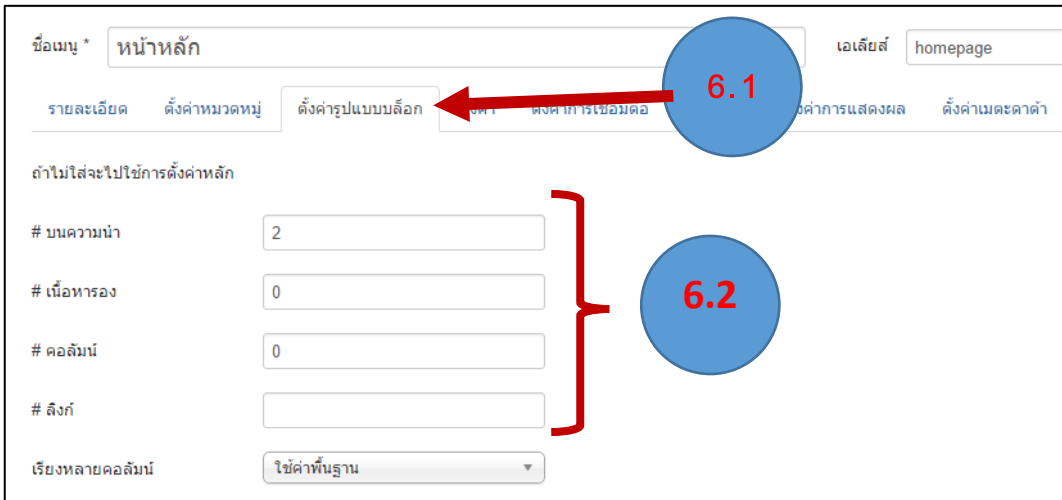 ชื่อเมนู * หน้าหลัก เอเลียส์ homepage
6.1
รายละเอียด ตั้งค่าหมวดหมู่ ตั้งค่ารูปแบบบล็อก ตั้งค่าการแสดงผล ตั้งค่าเมตะดาต้า
ถ้าไม่ใส่จะไปใช้การตั้งค่าหลัก
# บนความนำ 2
# เนื้อหารอง 0
6.2
# คอลัมน์ 0
# ลิงก์
เรียงหลายคอลัมน์ ใช้ค่าพื้นฐาน